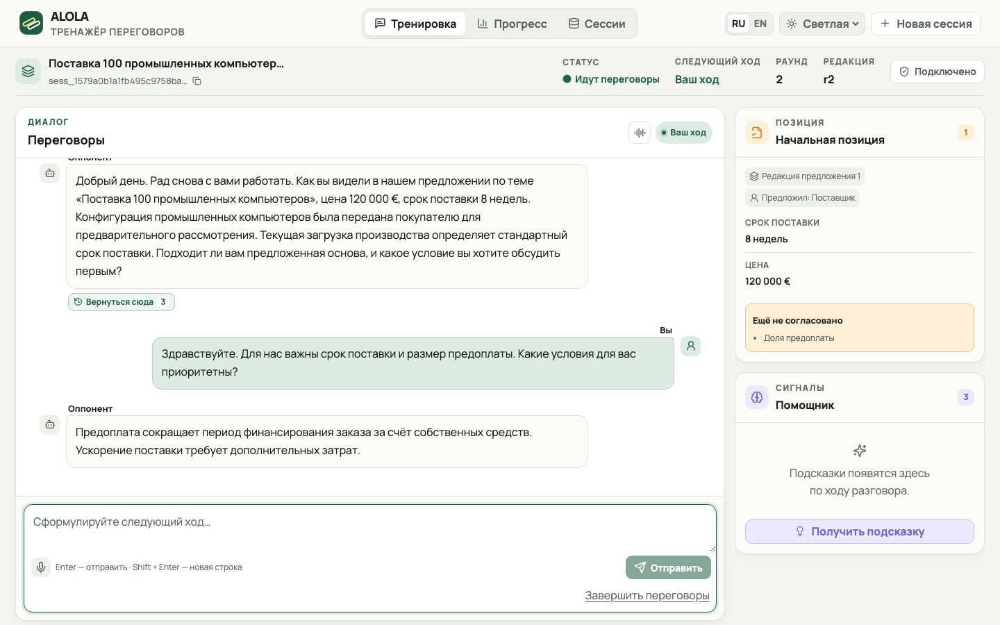 ALOLA
ТРЕНАЖЁР ПЕРЕГОВОРОВ
Тренировка
Прогресс
Сессии
RU
EN
Светлая
Новая сессия
Поставка 100 промышленных компьютер…
sess_1579a0b1a1fb495c9758ba…
СТАТУС
Идут переговоры
СЛЕДУЮЩИЙ ХОД
Ваш ход
РАУНД
2
РЕДАКЦИЯ
r2
Подключено
ДИАЛОГ
Переговоры
Ваш ход
Оппонент
Добрый день. Рад снова с вами работать. Как вы видели в нашем предложении по теме
«Поставка 100 промышленных компьютеров», цена 120 000 €, срок поставки 8 недель.
Конфигурация промышленных компьютеров была передана покупателю для
предварительного рассмотрения. Текущая загрузка производства определяет стандартный
срок поставки. Подходит ли вам предложенная основа, и какое условие вы хотите обсудить
первым?
Вернуться сюда 3
Вы
Здравствуйте. Для нас важны срок поставки и размер предоплаты. Какие условия для вас
приоритетны?
Оппонент
Предоплата сокращает период финансирования заказа за счёт собственных средств.
Ускорение поставки требует дополнительных затрат.
Сформулируйте следующий ход…
Enter — отправить · Shift + Enter — новая строка
Отправить
Завершить переговоры
ПОЗИЦИЯ
Начальная позиция
1
Редакция предложения 1
Предложил: Поставщик
СРОК ПОСТАВКИ
8 недель
ЦЕНА
120 000 €
Ещё не согласовано
• Доля предоплаты
СИГНАЛЫ
Помощник
3
Подсказки появятся здесь
по ходу разговора.
Получить подсказку